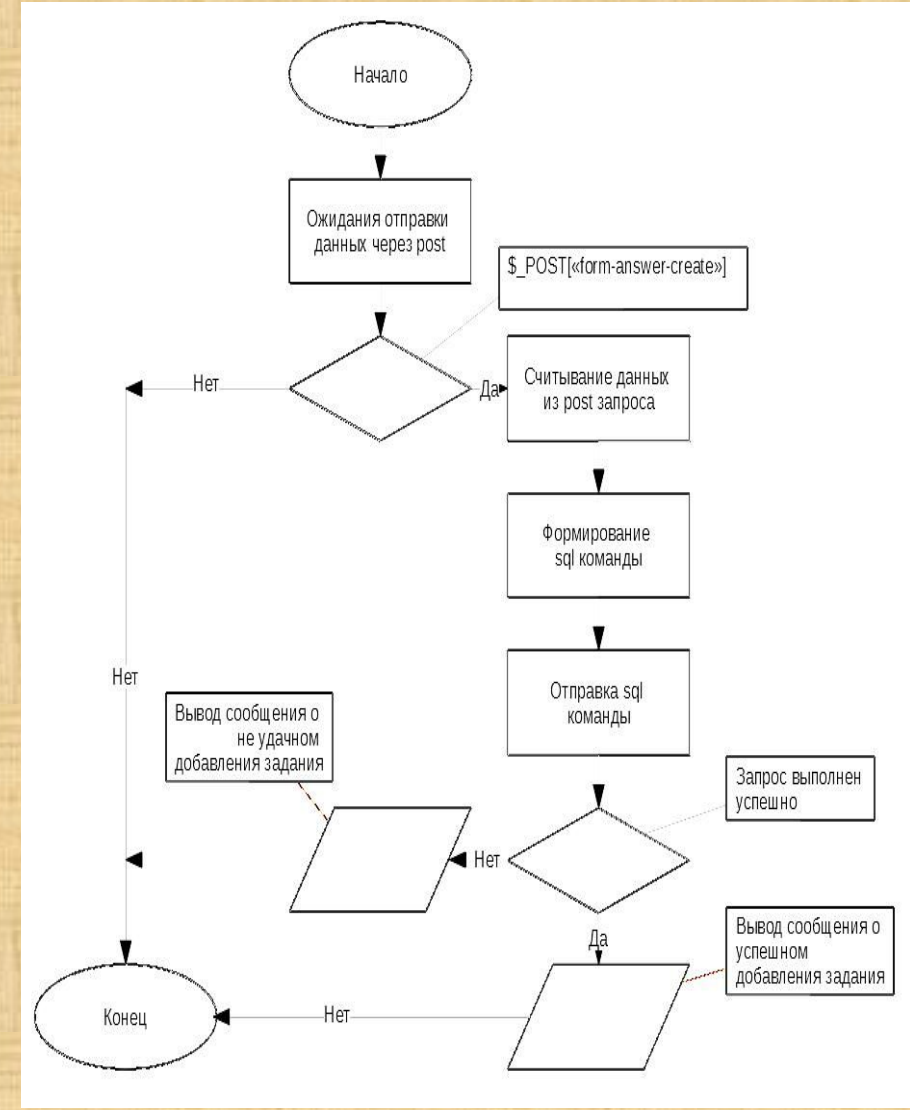 Начало
Ожидания отправки
данных через post
$_POST[«form-answer-create»]
Нет
Да
Считывание данных
из post запроса
Формирование
sql команды
Нет
Отправка sql
команды
Вывод сообщения о
не удачном
добавления задания
Запрос выполнен
успешно
Нет
Да
Вывод сообщения о
успешном
добавления задания
Конец
Нет